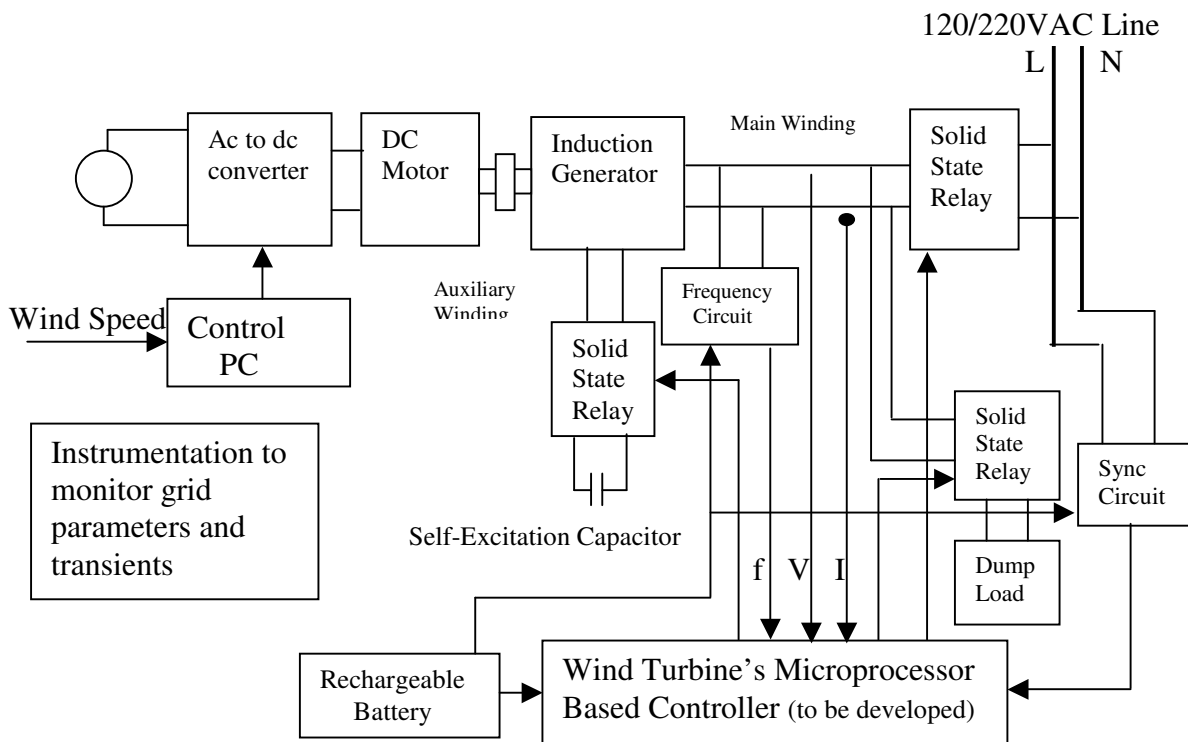 120/220VAC Line
L
N
Ac to dc
converter
DC
Motor
Induction
Generator
Main Winding
Solid
State
Relay
Auxiliary
Winding
Frequency
Circuit
Wind Speed
Control
PC
Solid
State
Relay
Solid
State
Relay
Sync
Circuit
Instrumentation to
monitor grid
parameters and
transients
Self-Excitation Capacitor
f
V
I
Dump
Load
Rechargeable
Battery
Wind Turbine's Microprocessor
Based Controller (to be developed)